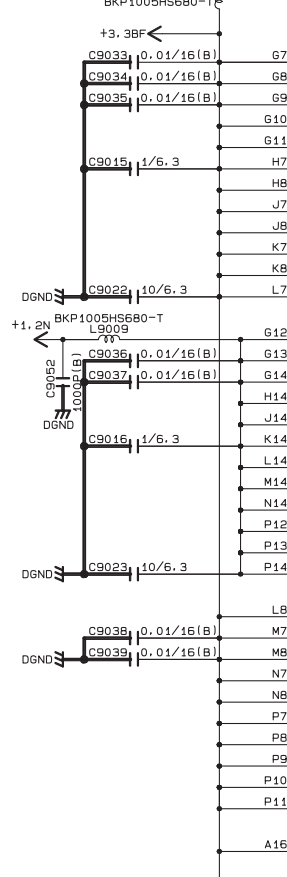 BKP1005HS680-T
+3.3BF
C9033 0.01/16(B) G7
C9034 0.01/16(B) G8
C9035 0.01/16(B) G9
G10
G11
C9015 1/6.3 H7
H8
J7
J8
K7
K8
DGND C9022 10/6.3 L7
+1.2N BKP1005HS680-T
L9009
G12
C9036 0.01/16(B) G13
C9052 1000P(B)
C9037 0.01/16(B) G14
H14
DGND
J14
C9016 1/6.3 K14
L14
M14
N14
P12
P13
DGND C9023 10/6.3 P14
L8
C9038 0.01/16(B) M7
DGND C9039 0.01/16(B) M8
N7
N8
P7
P8
P9
P10
P11
A16